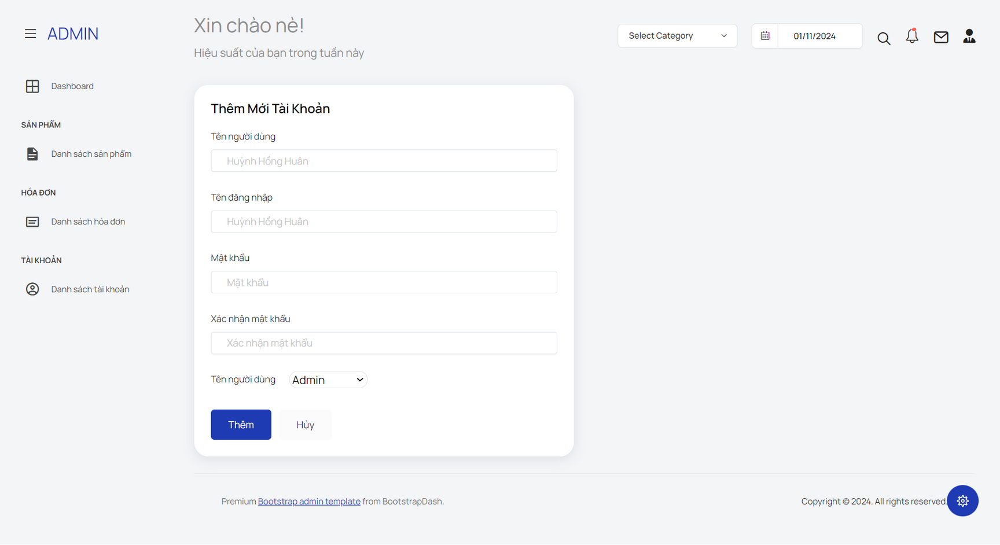 ADMIN
Xin chào nè!
Hiệu suất của bạn trong tuần này
Select Category
01/11/2024
Dashboard
SẢN PHẨM
Danh sách sản phẩm
HÓA ĐƠN
Danh sách hóa đơn
TÀI KHOẢN
Danh sách tài khoản
Thêm Mới Tài Khoản
Tên người dùng
Huỳnh Hồng Huân
Tên đăng nhập
Huỳnh Hồng Huân
Mật khẩu
Mật khẩu
Xác nhận mật khẩu
Xác nhận mật khẩu
Tên người dùng Admin
Thêm Hủy
Premium Bootstrap admin template from BootstrapDash.
Copyright © 2024. All rights reserved.